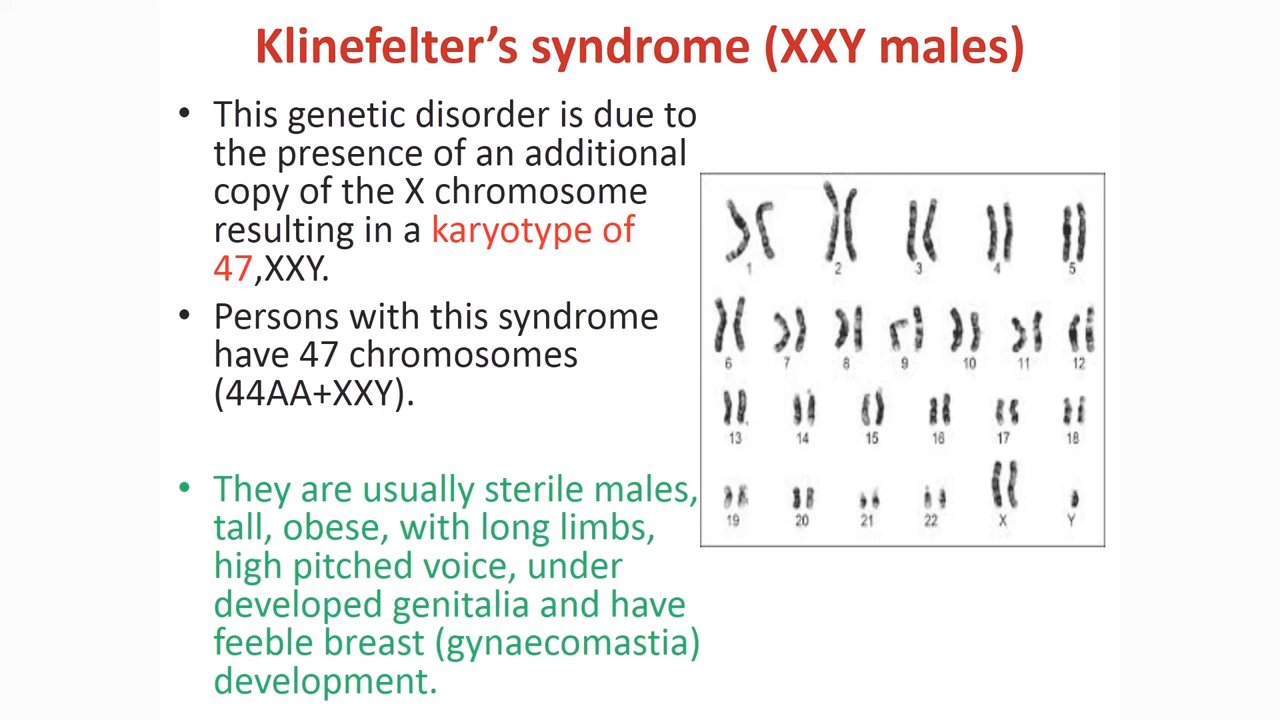 Klinefelter’s syndrome (XXY males)
• This genetic disorder is due to
the presence of an additional
copy of the X chromosome
resulting in a karyotype of
47,XXY.
• Persons with this syndrome
have 47 chromosomes
(44AA+XXY).
• They are usually sterile males,
tall, obese, with long limbs,
high pitched voice, under
developed genitalia and have
feeble breast (gynaecomastia)
development.
1 2 3 4 5
6 7 8 9 10 11 12
13 14 15 16 17 18
19 20 21 22 X Y